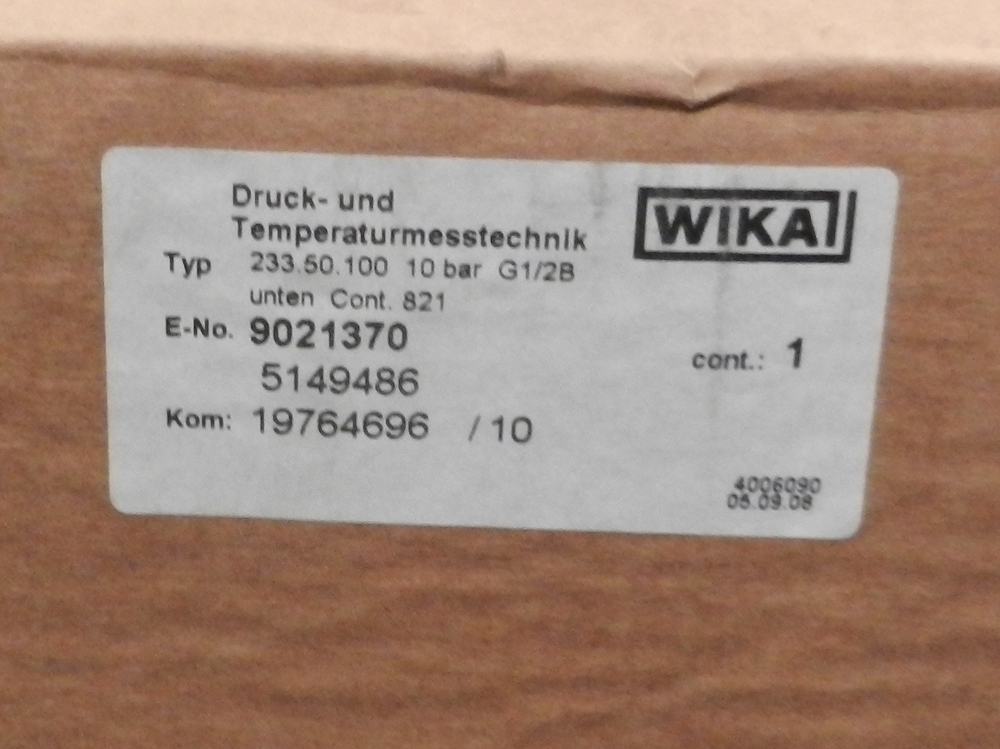 Druck- und
Temperaturmesstechnik
WIKA
Typ 233.50.100 10 bar G1/2B
unten Cont. 821
E-No. 9021370
cont.: 1
5149486
Kom: 19764696 / 10
4006090
05.09.08